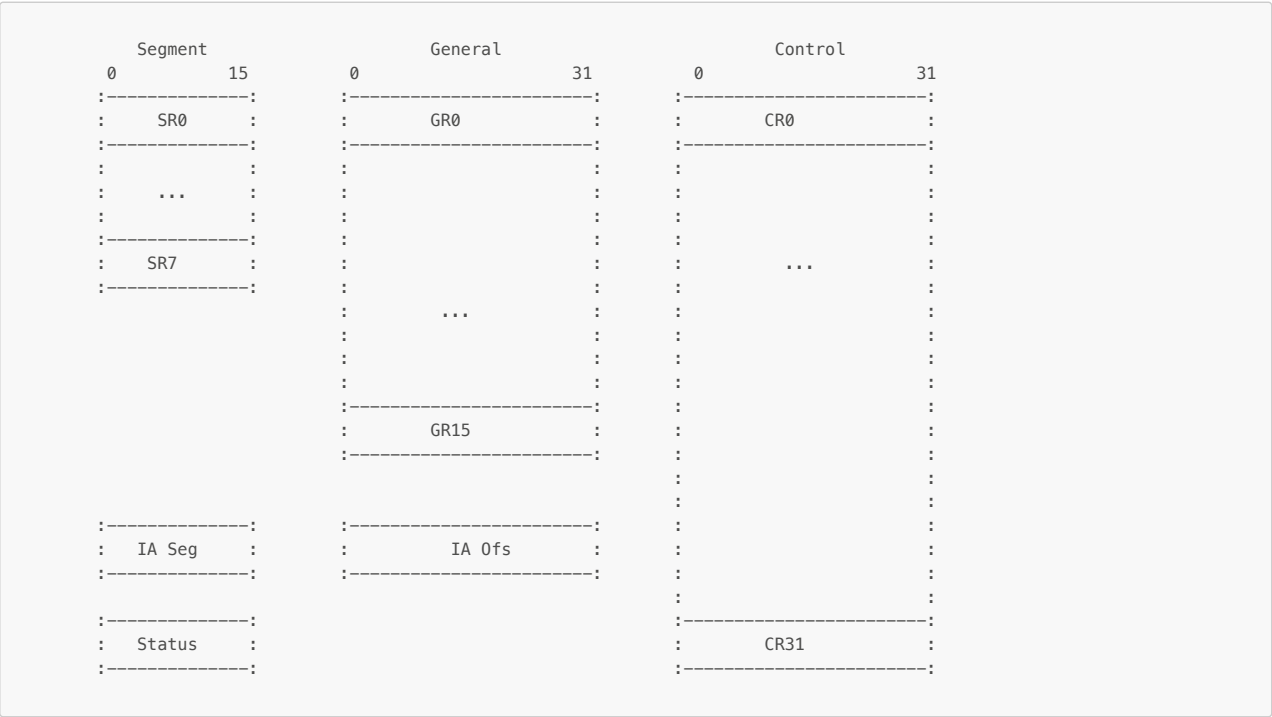 Segment General Control
0 15 0 31 0 31
:--------------: :------------------------: :------------------------:
: SR0 : : GR0 : : CR0 :
:--------------: :------------------------: :------------------------:
: : : : : :
: ... : : : : :
: : : : : :
:--------------: : : : :
: SR7 : : : : ... :
:--------------: : : : :
: ... : : :
: : : :
: : : :
: : : :
:------------------------: : :
: GR15 : : :
:------------------------: : :
: :
: :
:--------------: :------------------------: : :
: IA Seg : : IA Ofs : : :
:--------------: :------------------------: : :
: :
:--------------: :------------------------:
: Status : : CR31 :
:--------------: :------------------------: